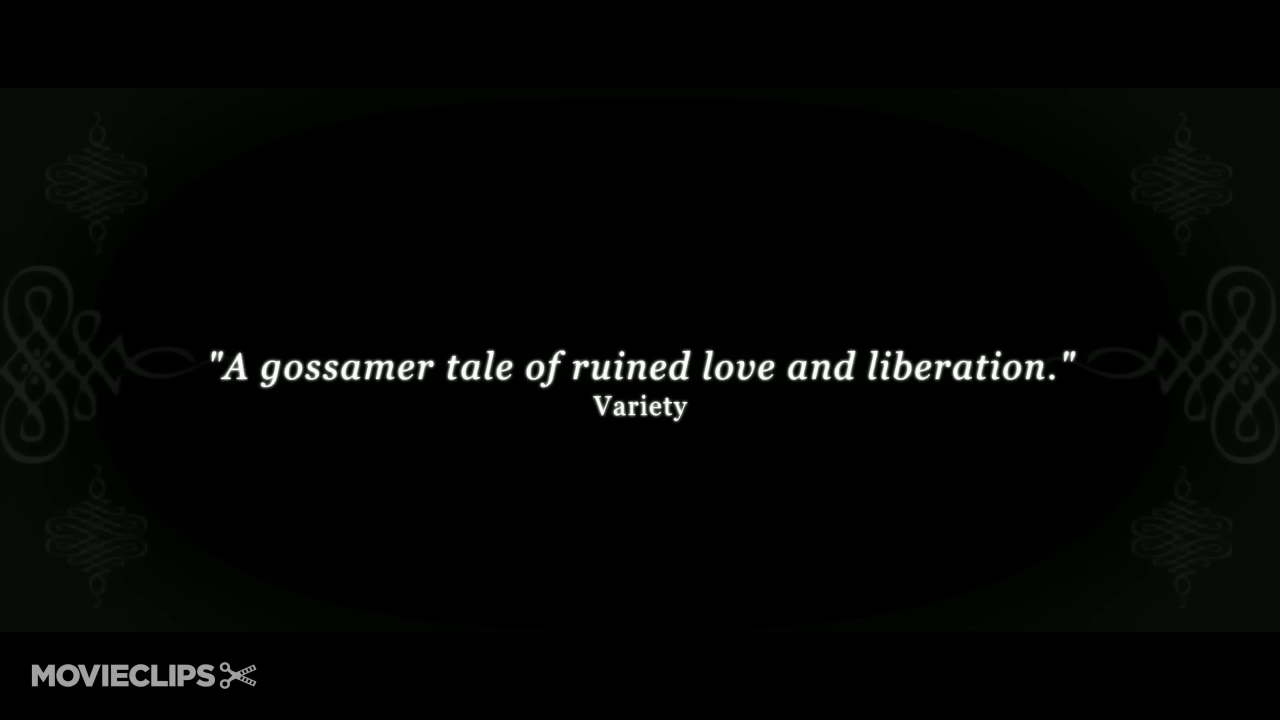 "A gossamer tale of ruined love and liberation."
Variety
MOVIECLIPS